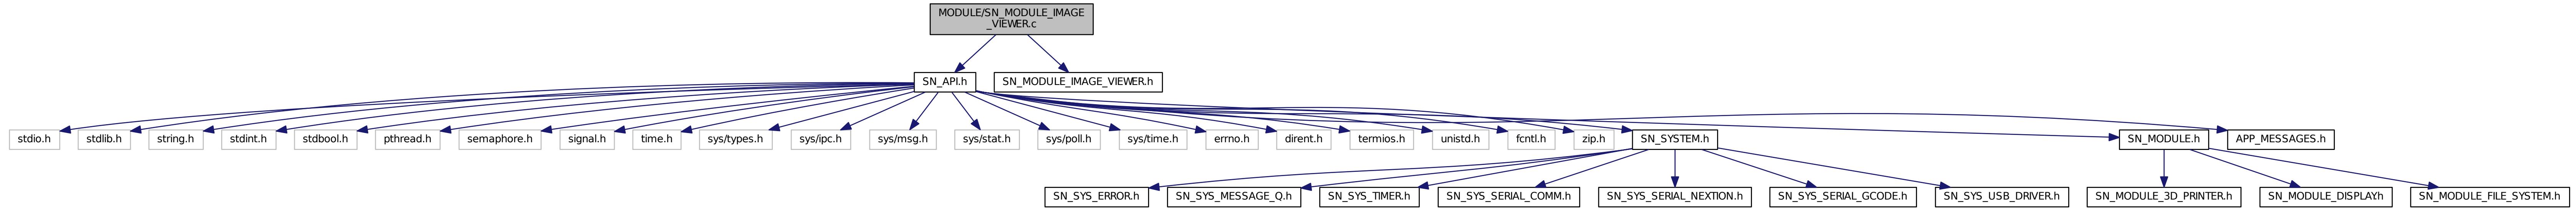 MODULE/SN_MODULE_IMAGE
_VIEWER.c
SN_API.h
SN_MODULE_IMAGE_VIEWER.h
stdio.h
stdlib.h
string.h
stdint.h
stdbool.h
pthread.h
semaphore.h
signal.h
time.h
sys/types.h
sys/ipc.h
sys/msg.h
sys/stat.h
sys/poll.h
sys/time.h
errno.h
dirent.h
termios.h
unistd.h
fcntl.h
zip.h
SN_SYSTEM.h
SN_MODULE.h
APP_MESSAGES.h
SN_SYS_ERROR.h
SN_SYS_MESSAGE_Q.h
SN_SYS_TIMER.h
SN_SYS_SERIAL_COMM.h
SN_SYS_SERIAL_NEXTION.h
SN_SYS_SERIAL_GCODE.h
SN_SYS_USB_DRIVER.h
SN_MODULE_3D_PRINTER.h
SN_MODULE_DISPLAY.h
SN_MODULE_FILE_SYSTEM.h